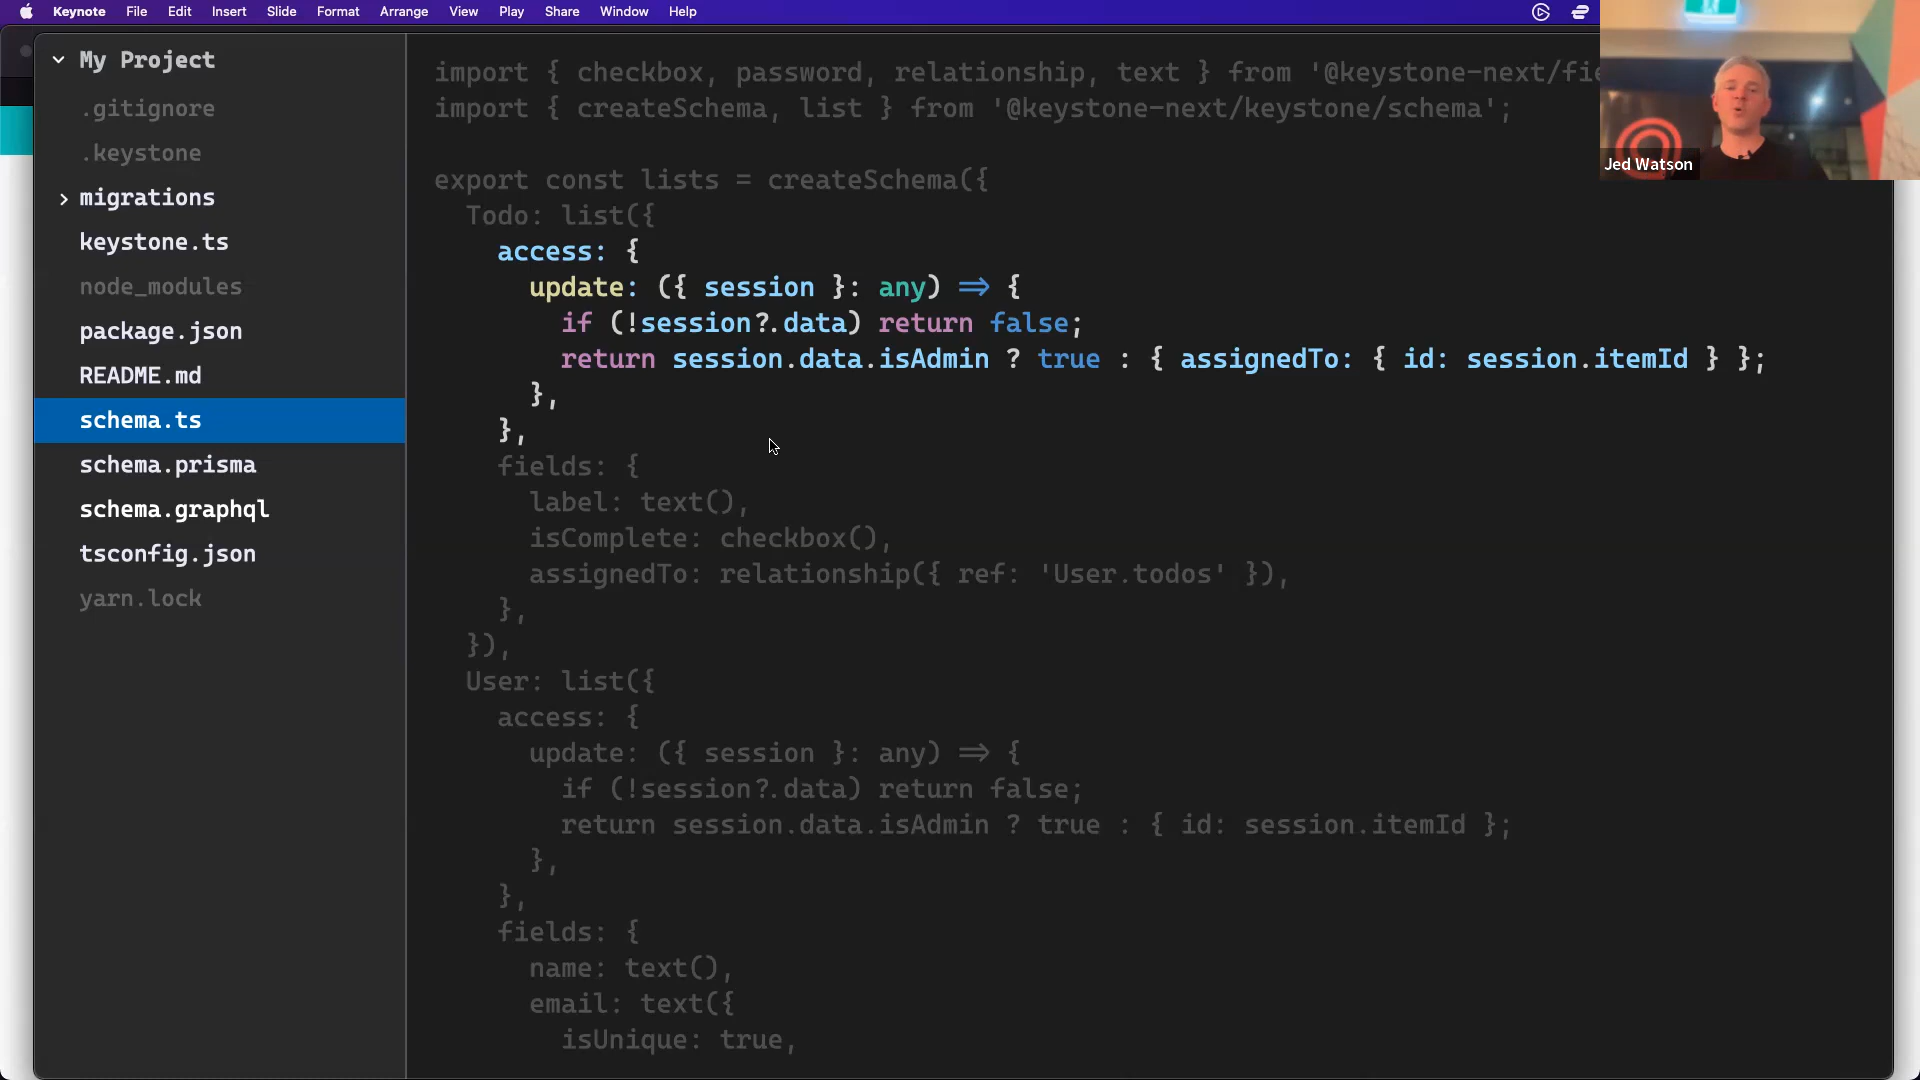 Keynote File Edit Insert Slide Format Arrange View Play Share Window Help
My Project
.gitignore
.keystone
migrations
keystone.ts
node_modules
package.json
README.md
schema.ts
schema.prisma
schema.graphql
tsconfig.json
yarn.lock
import { checkbox, password, relationship, text } from '@keystone-next/fie
import { createSchema, list } from '@keystone-next/keystone/schema';
export const lists = createSchema({
Todo: list({
access: {
update: ({ session }: any) => {
if (!session?.data) return false;
return session.data.isAdmin ? true : { assignedTo: { id: session.itemId } };
},
},
fields: {
label: text(),
isComplete: checkbox(),
assignedTo: relationship({ ref: 'User.todos' }),
},
}),
User: list({
access: {
update: ({ session }: any) => {
if (!session?.data) return false;
return session.data.isAdmin ? true : { id: session.itemId };
},
},
fields: {
name: text(),
email: text({
isUnique: true,
Jed Watson